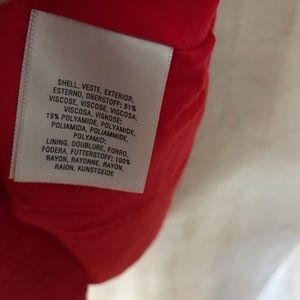 SHELL, VESTE, EXTERIOR,
ESTERNO, OBERSTOFF: 81%
VISCOSE, VISCOSE, VISCOSA,
VISCOSA, VISKOSE;
19% POLYAMIDE, POLYAMIDE,
POLIAMIDA, POLIAMMIDE,
POLYAMID;
LINING, DOUBLURE, FORRO,
FODERA, FUTTERSTOFF: 100%
RAYON, RAYONNE, RAYÓN,
RAION, KUNSTSEIDE